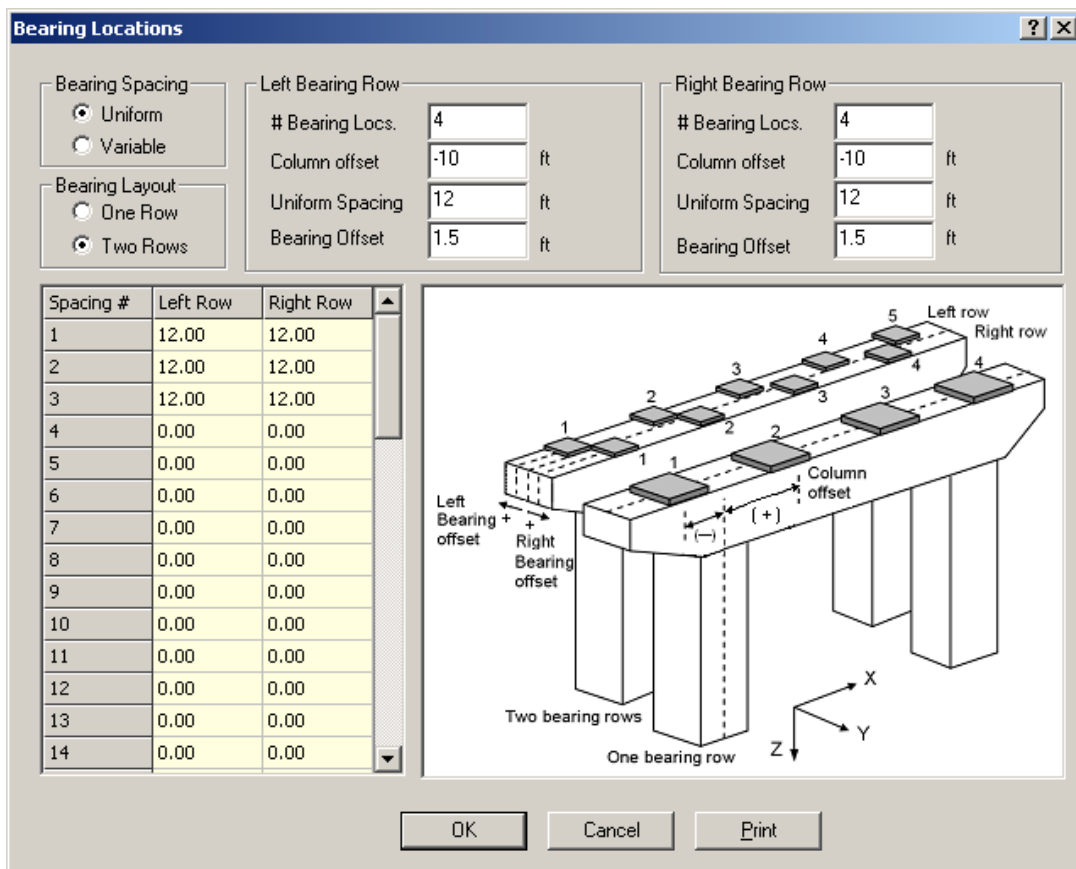 Bearing Locations
Bearing Spacing
Uniform
Variable
Bearing Layout
One Row
Two Rows
Left Bearing Row
# Bearing Locs. 4
Column offset -10 ft
Uniform Spacing 12 ft
Bearing Offset 1.5 ft
Right Bearing Row
# Bearing Locs. 4
Column offset -10 ft
Uniform Spacing 12 ft
Bearing Offset 1.5 ft
Spacing # Left Row Right Row
1 12.00 12.00
2 12.00 12.00
3 12.00 12.00
4 0.00 0.00
5 0.00 0.00
6 0.00 0.00
7 0.00 0.00
8 0.00 0.00
9 0.00 0.00
10 0.00 0.00
11 0.00 0.00
12 0.00 0.00
13 0.00 0.00
14 0.00 0.00
Left row
Right row
1 2 3 4 5
1 2 3 4
1 2 3 4
Left
Bearing +
offset
+
Right
Bearing
offset
Column
offset
(—)
(+)
Two bearing rows
One bearing row
X
Y
Z
OK
Cancel
Print